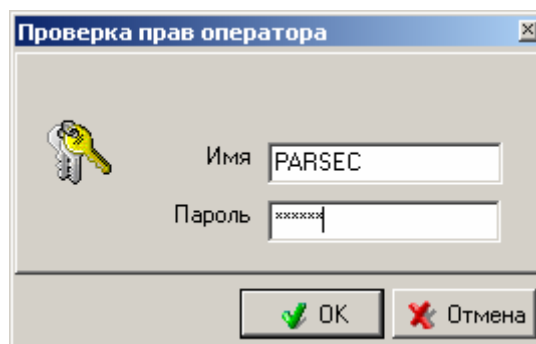 Проверка прав оператора
Имя PARSEC
Пароль ******
OK Отмена